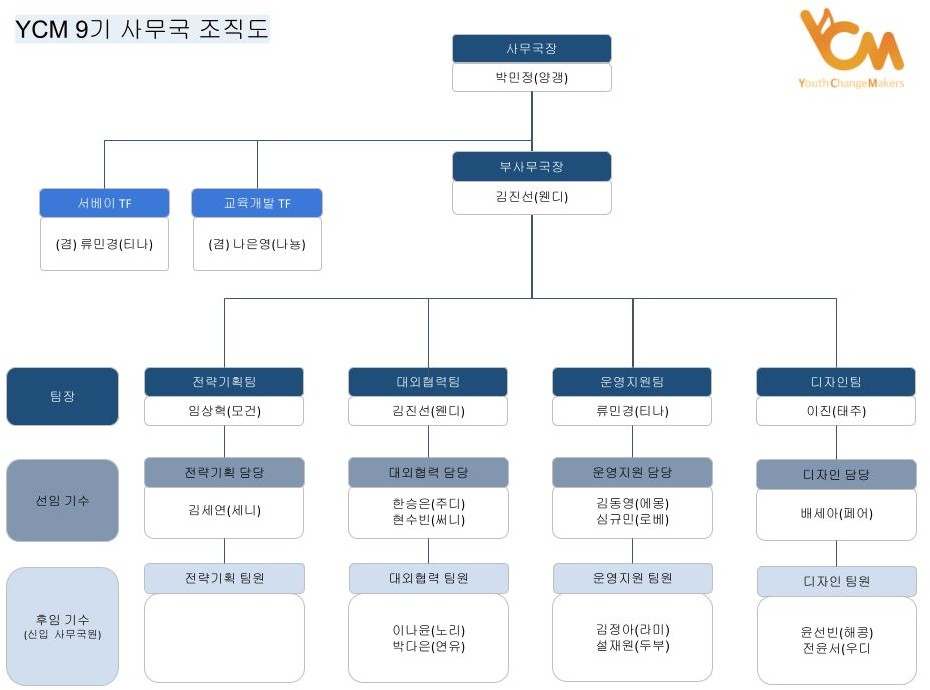 YCM 9기 사무국 조직도
YCM
YouthChangeMakers
사무국장
박민정(양갱)
부사무국장
김진선(웬디)
서베이 TF
(겸) 류민경(티나)
교육개발 TF
(겸) 나은영(나뇽)
팀장
전략기획팀
임상혁(모건)
대외협력팀
김진선(웬디)
운영지원팀
류민경(티나)
디자인팀
이진(태주)
선임 기수
전략기획 담당
김세연(세니)
대외협력 담당
한승은(주디)
현수빈(써니)
운영지원 담당
김동영(에몽)
심규민(로베)
디자인 담당
배세아(페어)
후임 기수
(신입 사무국원)
전략기획 팀원
대외협력 팀원
이나윤(노리)
박다은(연유)
운영지원 팀원
김정아(라미)
설재원(두부)
디자인 팀원
윤선빈(해콩)
전윤서(우디